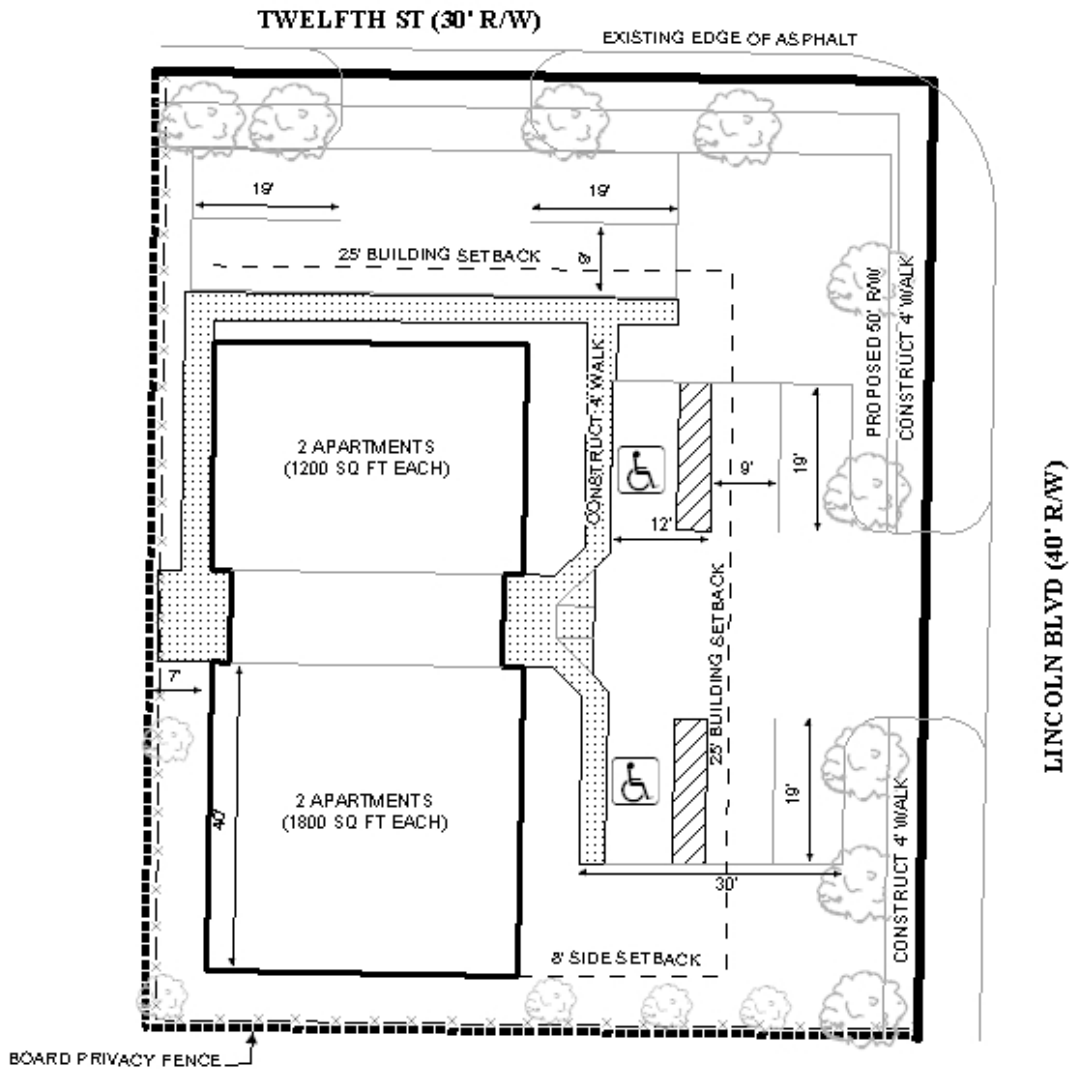 TWELFTH ST (30' R/W)
EXISTING EDGE OF ASPHALT
19'
19'
25' BUILDING SETBACK
8'
PROPOSED 50' R/W
CONSTRUCT 4' WALK
CONSTRUCT 4' WALK
2 APARTMENTS
(1200 SQ FT EACH)
9'
19'
12'
LINCOLN BLVD (40' R/W)
25' BUILDING SETBACK
7'
40'
2 APARTMENTS
(1800 SQ FT EACH)
19'
30'
CONSTRUCT 4' WALK
8' SIDE SETBACK
BOARD PRIVACY FENCE